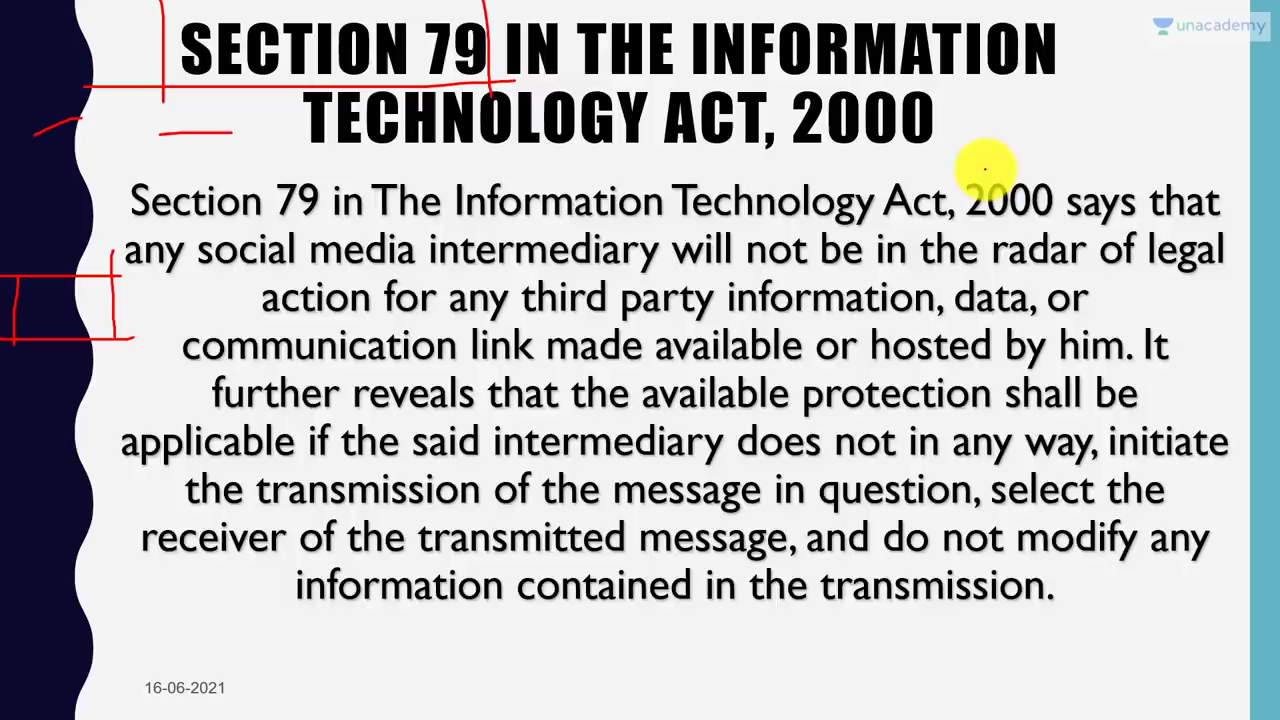 SECTION 79 IN THE INFORMATION
TECHNOLOGY ACT, 2000
unacademy
Section 79 in The Information Technology Act, 2000 says that
any social media intermediary will not be in the radar of legal
action for any third party information, data, or
communication link made available or hosted by him. It
further reveals that the available protection shall be
applicable if the said intermediary does not in any way, initiate
the transmission of the message in question, select the
receiver of the transmitted message, and do not modify any
information contained in the transmission.
16-06-2021